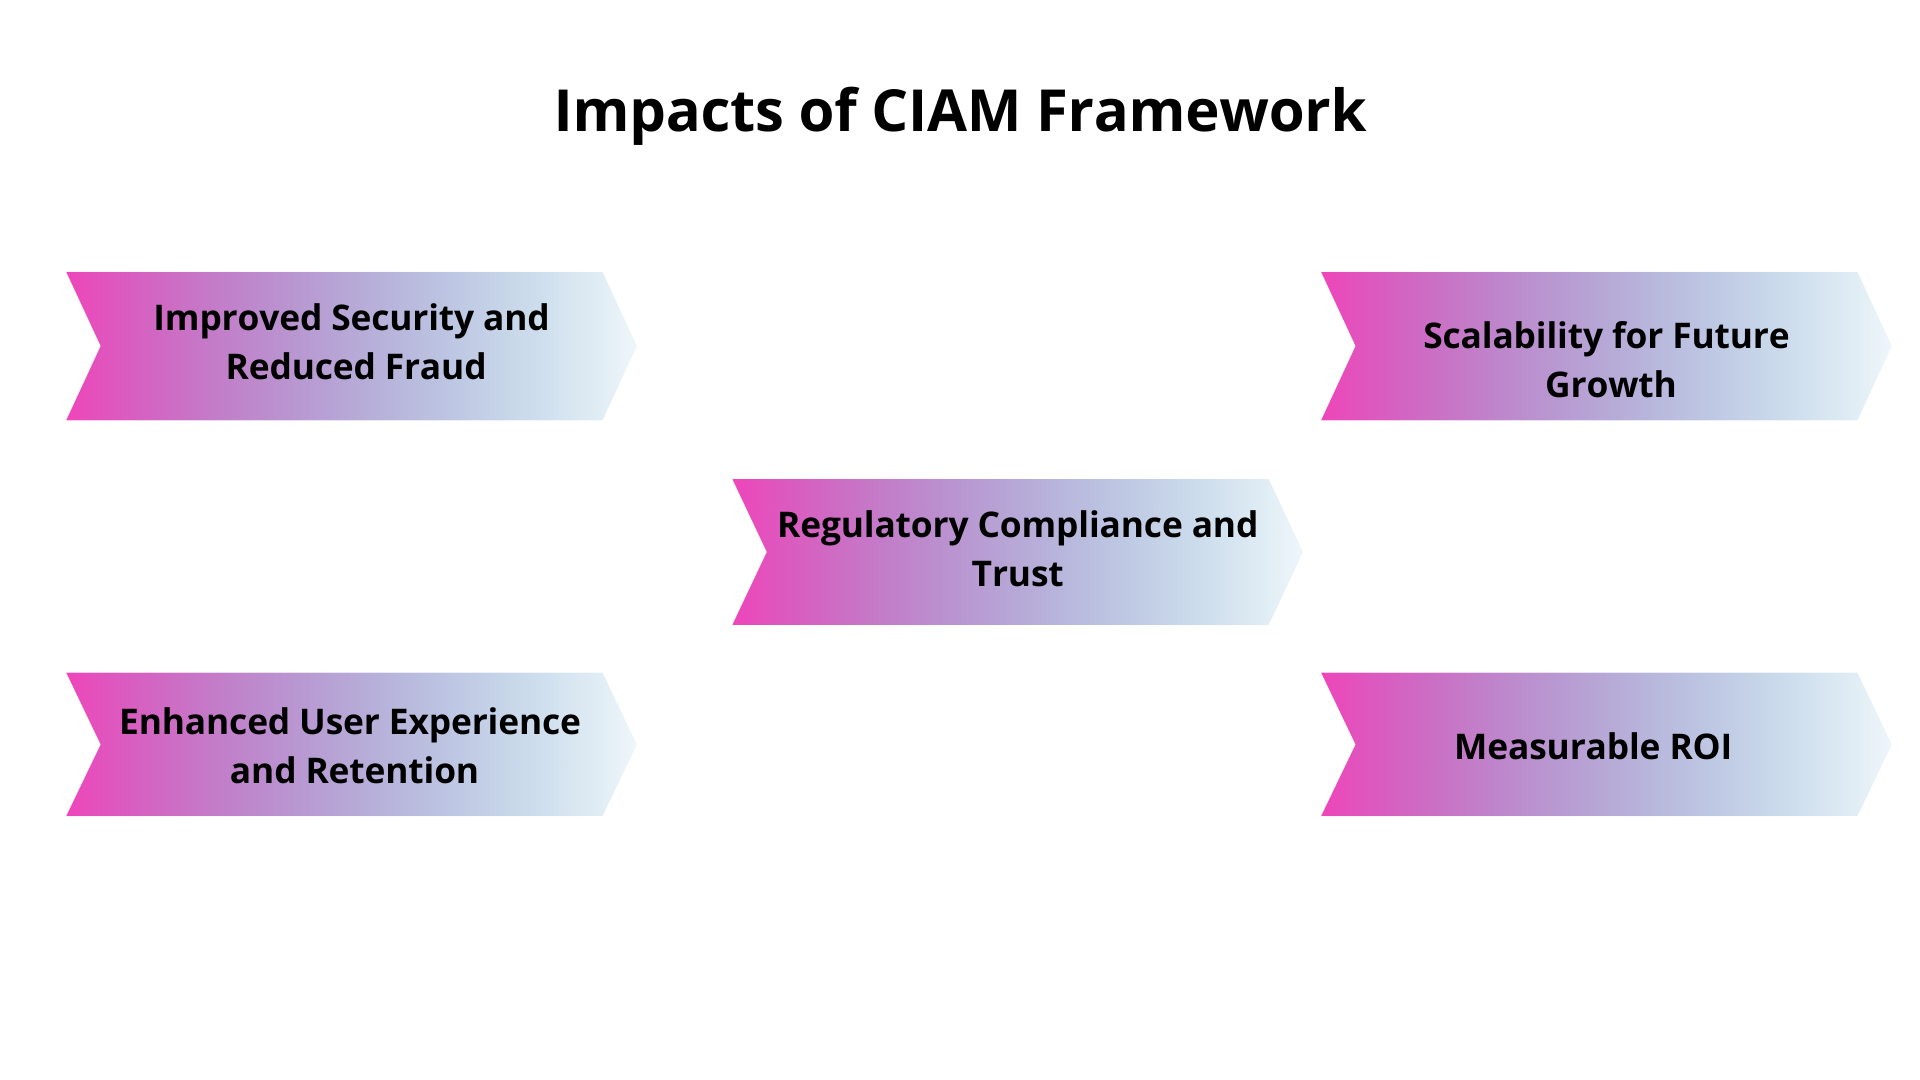 Impacts of CIAM Framework
Improved Security and
Reduced Fraud
Scalability for Future
Growth
Regulatory Compliance and
Trust
Enhanced User Experience
and Retention
Measurable ROI